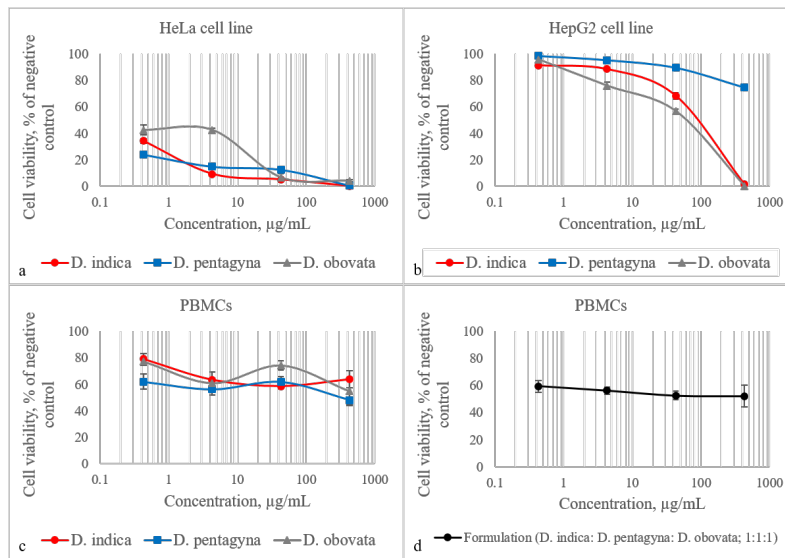 HeLa cell line
Cell viability, % of negative
control
100
80
60
40
20
0
0.1
1
10
100
1000
Concentration, µg/mL
a
D. indica
D. pentagyna
D. obovata
HepG2 cell line
Cell viability, % of negative
control
100
80
60
40
20
0
0.1
1
10
100
1000
Concentration, µg/mL
b
D. indica
D. pentagyna
D. obovata
PBMCs
Cell viability, % of negative
control
100
80
60
40
20
0
0.1
1
10
100
1000
Concentration, µg/mL
c
D. indica
D. pentagyna
D. obovata
PBMCs
Cell viability, % of negative
control
100
80
60
40
20
0
0.1
1
10
100
1000
Concentration, µg/mL
d
Formulation (D. indica: D. pentagyna: D. obovata; 1:1:1)